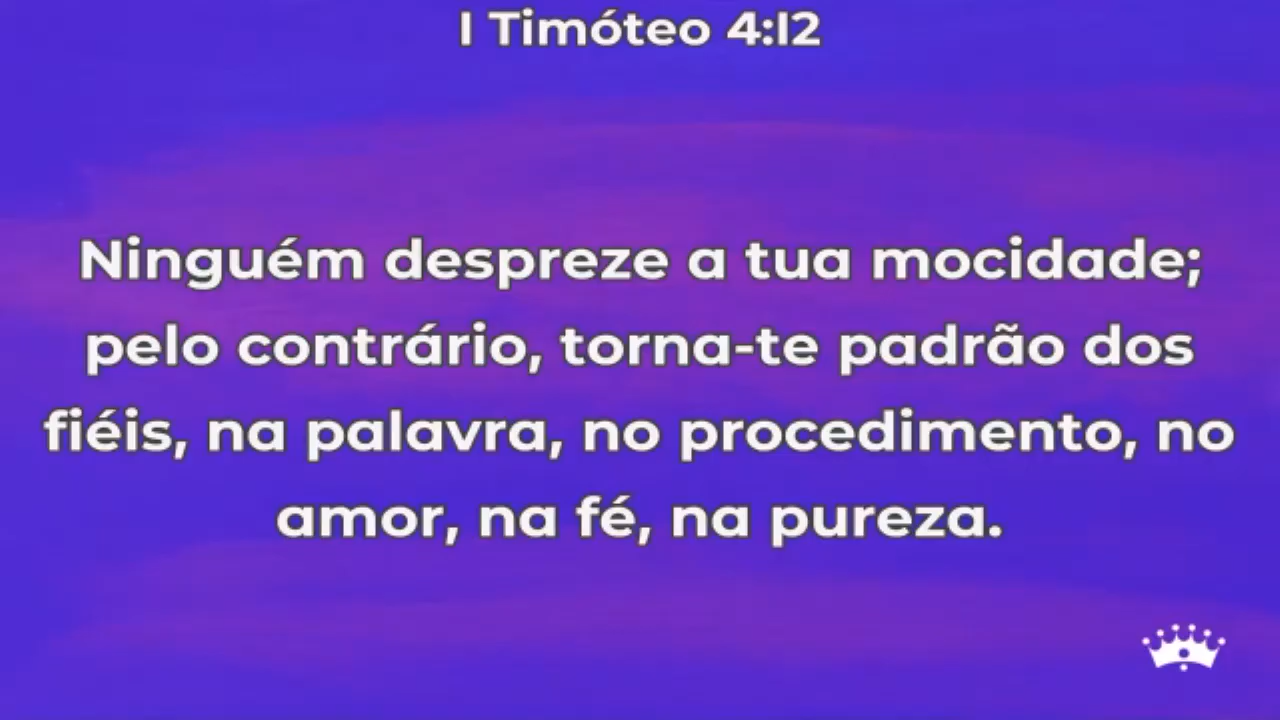 I Timóteo 4:I2
Ninguém despreze a tua mocidade;
pelo contrário, torna-te padrão dos
fiéis, na palavra, no procedimento, no
amor, na fé, na pureza.